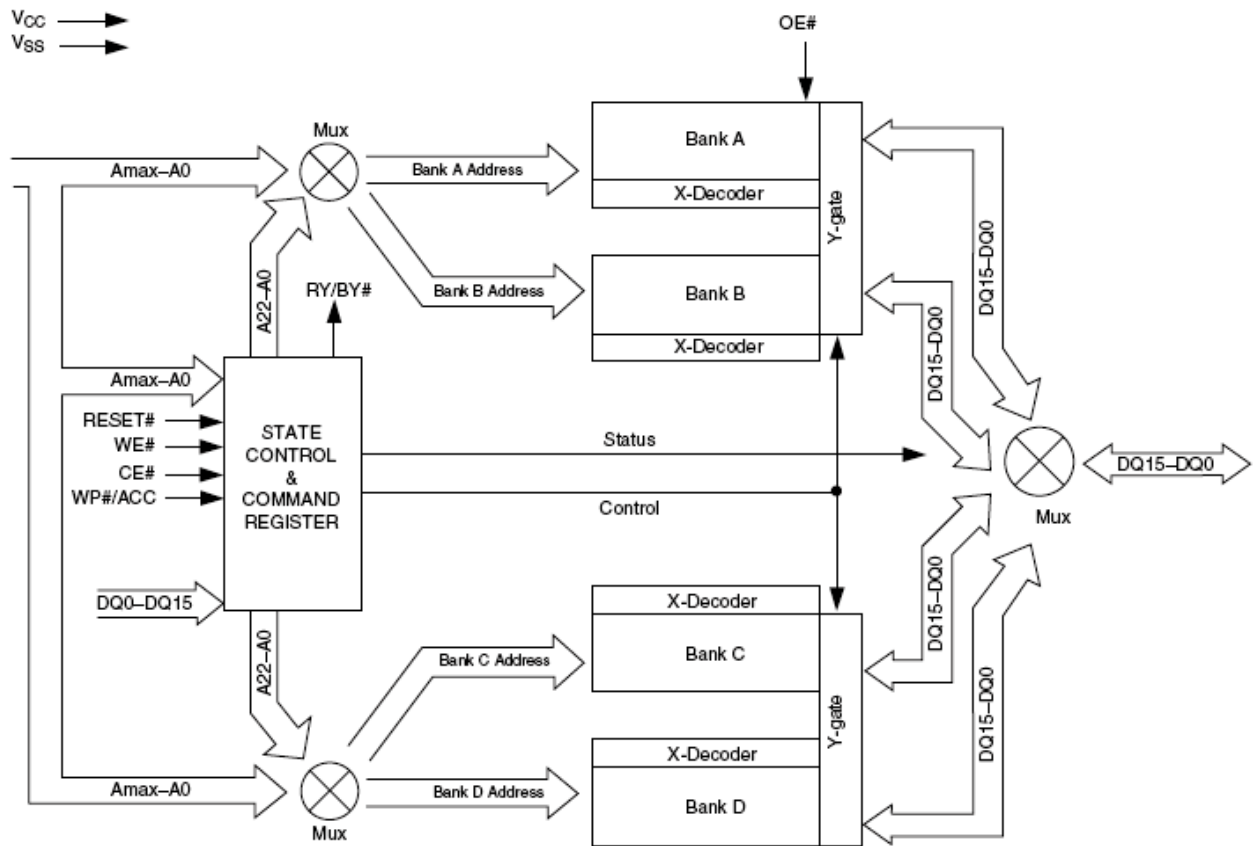 VCC
VSS
OE#
Mux
Amax–A0
Bank A Address
Bank A
X-Decoder
Y-gate
DQ15–DQ0
A22–A0
RY/BY#
Bank B Address
Bank B
X-Decoder
DQ15–DQ0
Amax–A0
RESET#
WE#
CE#
WP#/ACC
STATE
CONTROL
&
COMMAND
REGISTER
Status
Control
DQ15–DQ0
Mux
DQ0–DQ15
A22–A0
X-Decoder
Bank C Address
Bank C
DQ15–DQ0
Y-gate
DQ15–DQ0
X-Decoder
Amax–A0
Bank D Address
Bank D
Mux